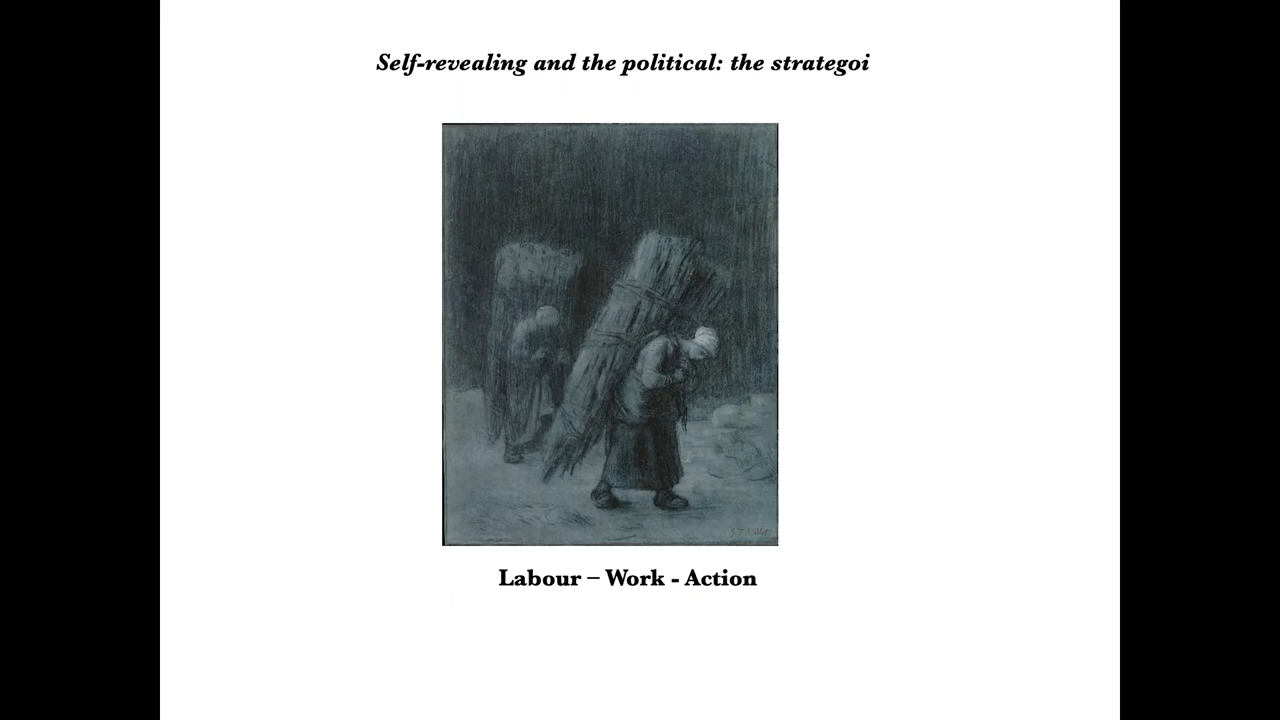 Self-revealing and the political: the strategoi
Labour – Work - Action